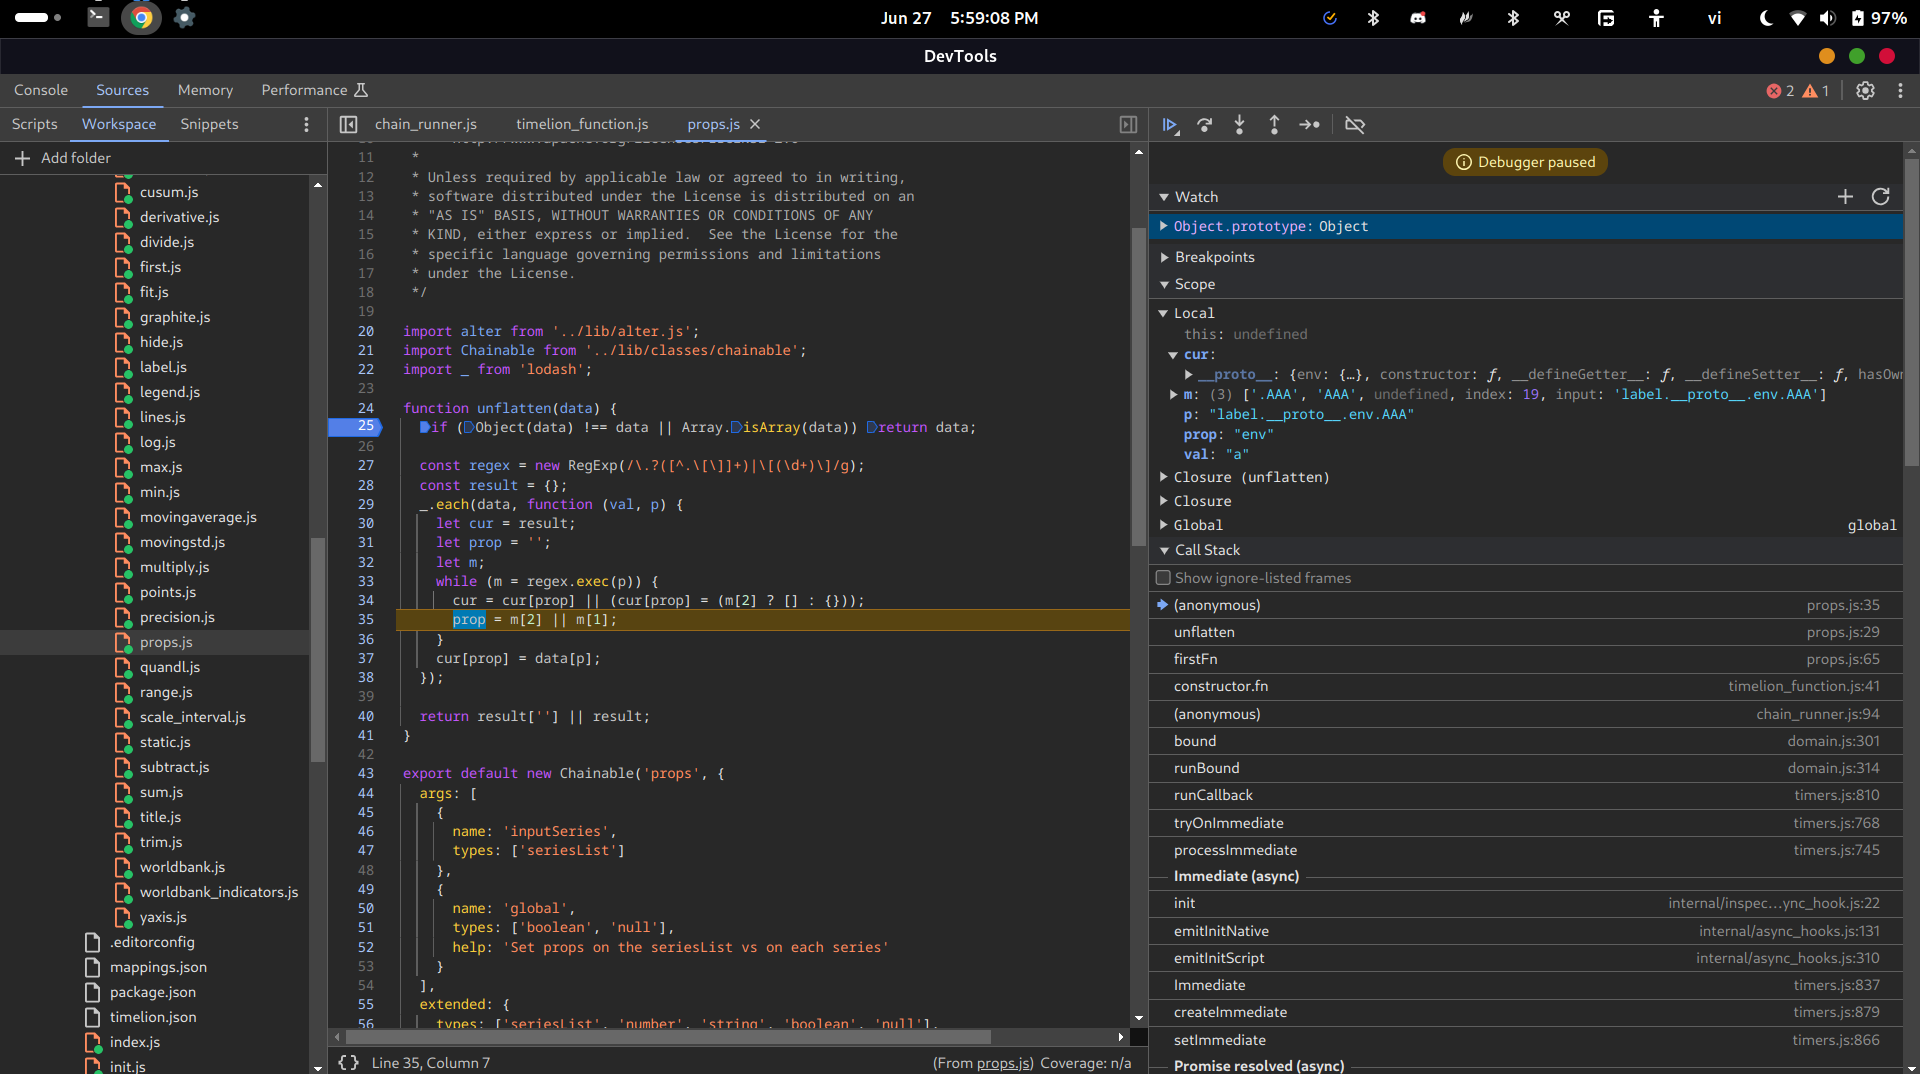 Jun 27 5:59:08 PM
vi
97%
DevTools
Console
Sources
Memory
Performance
2
1
Scripts
Workspace
Snippets
chain_runner.js
timelion_function.js
props.js
Add folder
cusum.js
derivative.js
divide.js
first.js
fit.js
graphite.js
hide.js
label.js
legend.js
lines.js
log.js
max.js
min.js
movingaverage.js
movingstd.js
multiply.js
points.js
precision.js
props.js
quandl.js
range.js
scale_interval.js
static.js
subtract.js
sum.js
title.js
trim.js
worldbank.js
worldbank_indicators.js
yaxis.js
.editorconfig
mappings.json
package.json
timelion.json
index.js
init.js
11 *
12 * Unless required by applicable law or agreed to in writing,
13 * software distributed under the License is distributed on an
14 * "AS IS" BASIS, WITHOUT WARRANTIES OR CONDITIONS OF ANY
15 * KIND, either express or implied.  See the License for the
16 * specific language governing permissions and limitations
17 * under the License.
18 */
19
20 import alter from '../lib/alter.js';
21 import Chainable from '../lib/classes/chainable';
22 import _ from 'lodash';
23
24 function unflatten(data) {
25 if (Object(data) !== data || Array.isArray(data)) return data;
26
27 const regex = new RegExp(/\.?([^.\[\]]+)|\[(\d+)\]/g);
28 const result = {};
29 _.each(data, function (val, p) {
30 let cur = result;
31 let prop = '';
32 let m;
33 while (m = regex.exec(p)) {
34 cur = cur[prop] || (cur[prop] = (m[2] ? [] : {}));
35 prop = m[2] || m[1];
36 }
37 cur[prop] = data[p];
38 });
39
40 return result[''] || result;
41 }
42
43 export default new Chainable('props', {
44 args: [
45 {
46 name: 'inputSeries',
47 types: ['seriesList']
48 },
49 {
50 name: 'global',
51 types: ['boolean', 'null'],
52 help: 'Set props on the seriesList vs on each series'
53 }
54 ],
55 extended: {
56 types: ['seriesList', 'number', 'string', 'boolean', 'null'],
{} Line 35, Column 7
(From props.js) Coverage: n/a
Debugger paused
Watch
Object.prototype: Object
Breakpoints
Scope
Local
this: undefined
cur:
__proto__: {env: {…}, constructor: ƒ, __defineGetter__: ƒ, __defineSetter__: ƒ, hasOwn
m: (3) ['.AAA', 'AAA', undefined, index: 19, input: 'label.__proto__.env.AAA']
p: "label.__proto__.env.AAA"
prop: "env"
val: "a"
Closure (unflatten)
Closure
Global global
Call Stack
Show ignore-listed frames
(anonymous) props.js:35
unflatten props.js:29
firstFn props.js:65
constructor.fn timelion_function.js:41
(anonymous) chain_runner.js:94
bound domain.js:301
runBound domain.js:314
runCallback timers.js:810
tryOnImmediate timers.js:768
processImmediate timers.js:745
Immediate (async)
init internal/inspec…ync_hook.js:22
emitInitNative internal/async_hooks.js:131
emitInitScript internal/async_hooks.js:310
Immediate timers.js:837
createImmediate timers.js:879
setImmediate timers.js:866
Promise resolved (async)